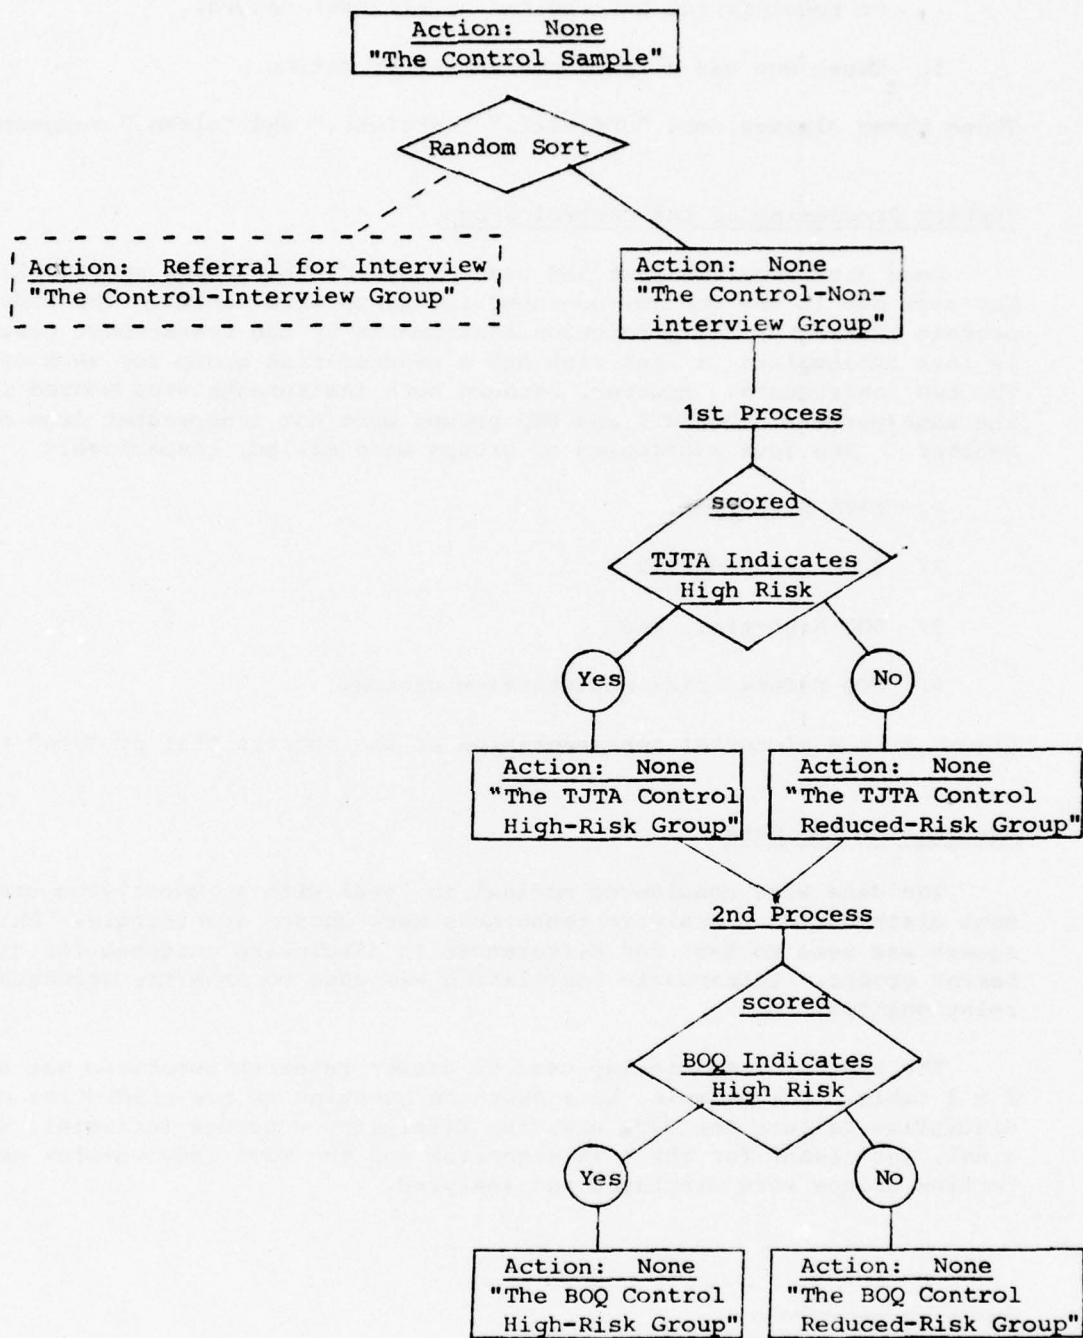 Action: None
"The Control Sample"
Random Sort
Action: Referral for Interview
"The Control-Interview Group"
Action: None
"The Control-Non-
interview Group"
1st Process
scored
TJTA Indicates
High Risk
Yes
No
Action: None
"The TJTA Control
High-Risk Group"
Action: None
"The TJTA Control
Reduced-Risk Group"
2nd Process
scored
BOQ Indicates
High Risk
Yes
No
Action: None
"The BOQ Control
High-Risk Group"
Action: None
"The BOQ Control
Reduced-Risk Group"